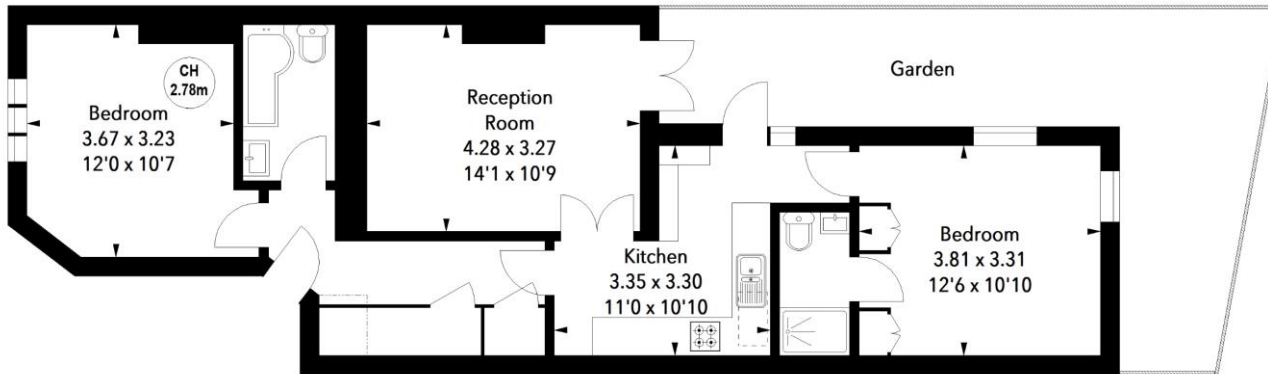 CH
2.78m
Bedroom
3.67 x 3.23
12'0 x 10'7
Reception
Room
4.28 x 3.27
14'1 x 10'9
Garden
Kitchen
3.35 x 3.30
11'0 x 10'10
Bedroom
3.81 x 3.31
12'6 x 10'10